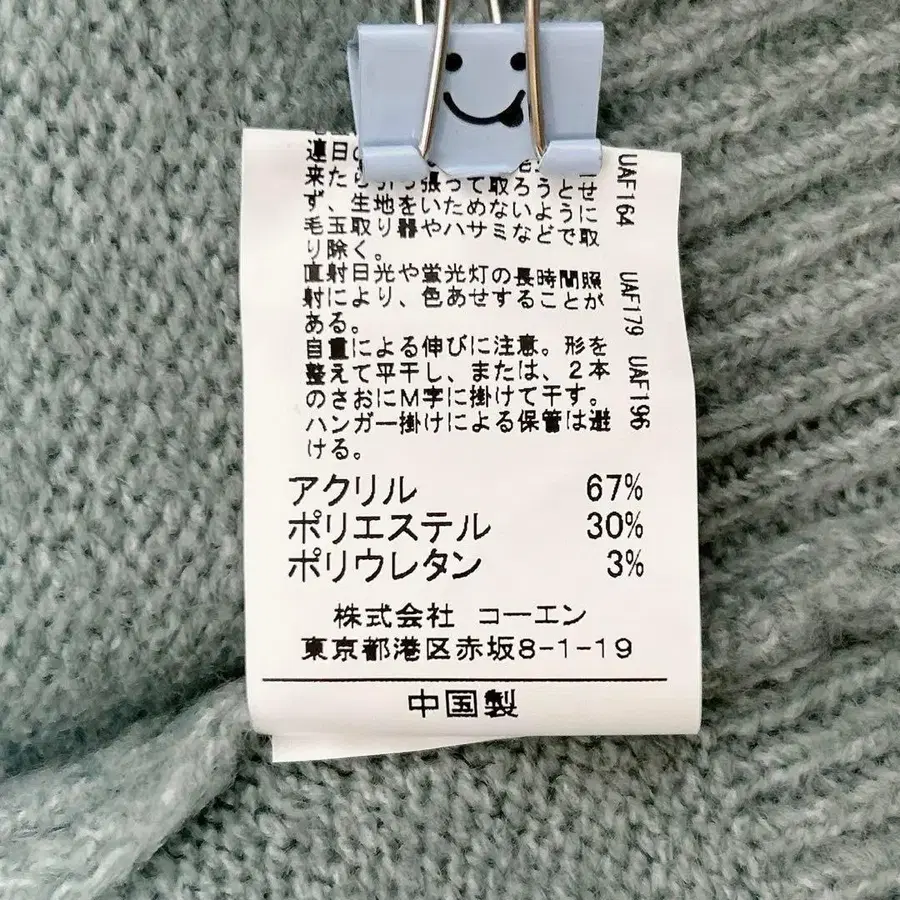 連日の
来たら引っ張って取ろうとせ
ず、生地をいためないように
毛玉取り器やハサミなどで取
り除く。
直射日光や蛍光灯の長時間照
射により、色あせすることが
ある。
自重による伸びに注意。形を
整えて平干し、または、2本
のさおにM字に掛けて干す。
ハンガー掛けによる保管は避
ける。
アクリル 67%
ポリエステル 30%
ポリウレタン 3%
株式会社 コーエン
東京都港区赤坂8-1-19
中国製
UAF164 UAF179 UAF196